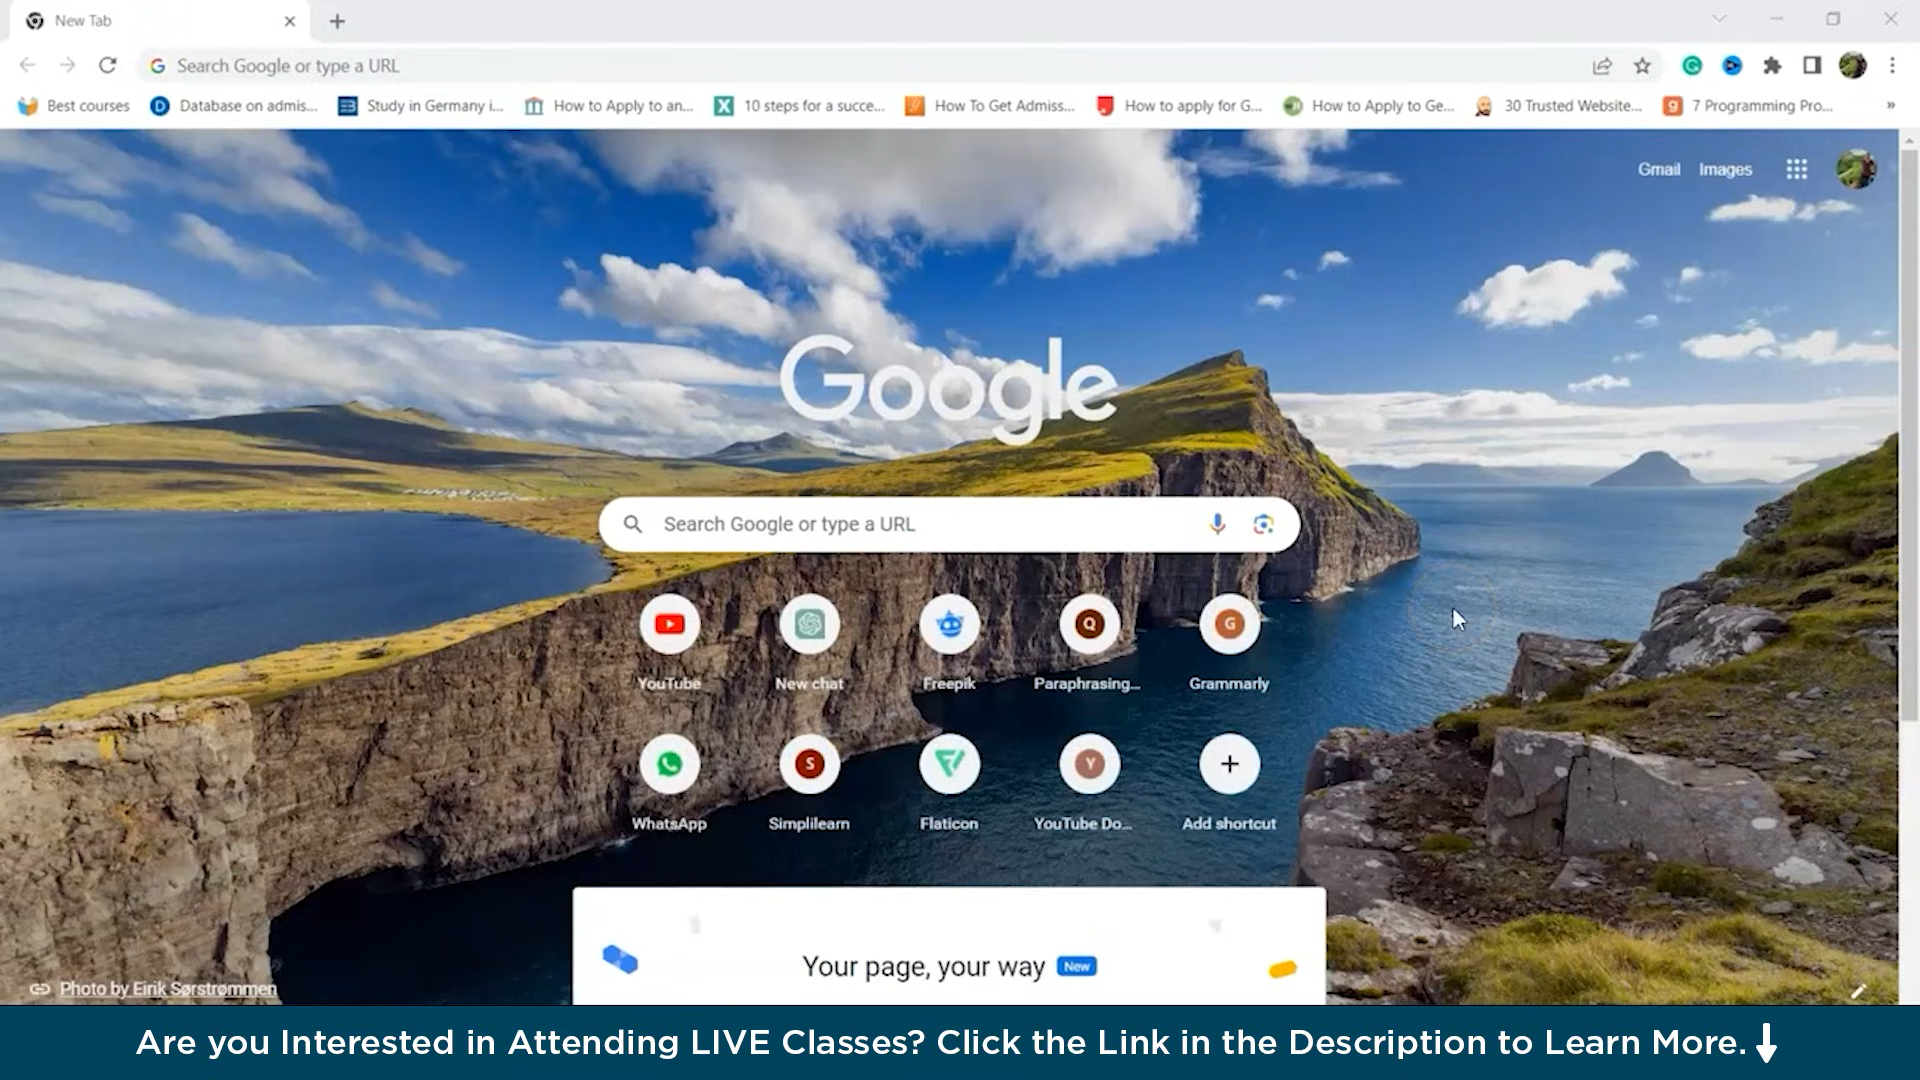 New Tab
Search Google or type a URL
Best courses
Database on admis...
Study in Germany i...
How to Apply to an...
10 steps for a succe...
How To Get Admiss...
How to apply for G...
How to Apply to Ge...
30 Trusted Website...
7 Programming Pro...
»
Gmail Images
Google
Search Google or type a URL
YouTube
New chat
Freepik
Paraphrasing...
Grammarly
WhatsApp
Simplilearn
Flaticon
YouTube Do...
Add shortcut
Your page, your way New
Photo by Eirik Sørstrømmen
Are you Interested in Attending LIVE Classes? Click the Link in the Description to Learn More.